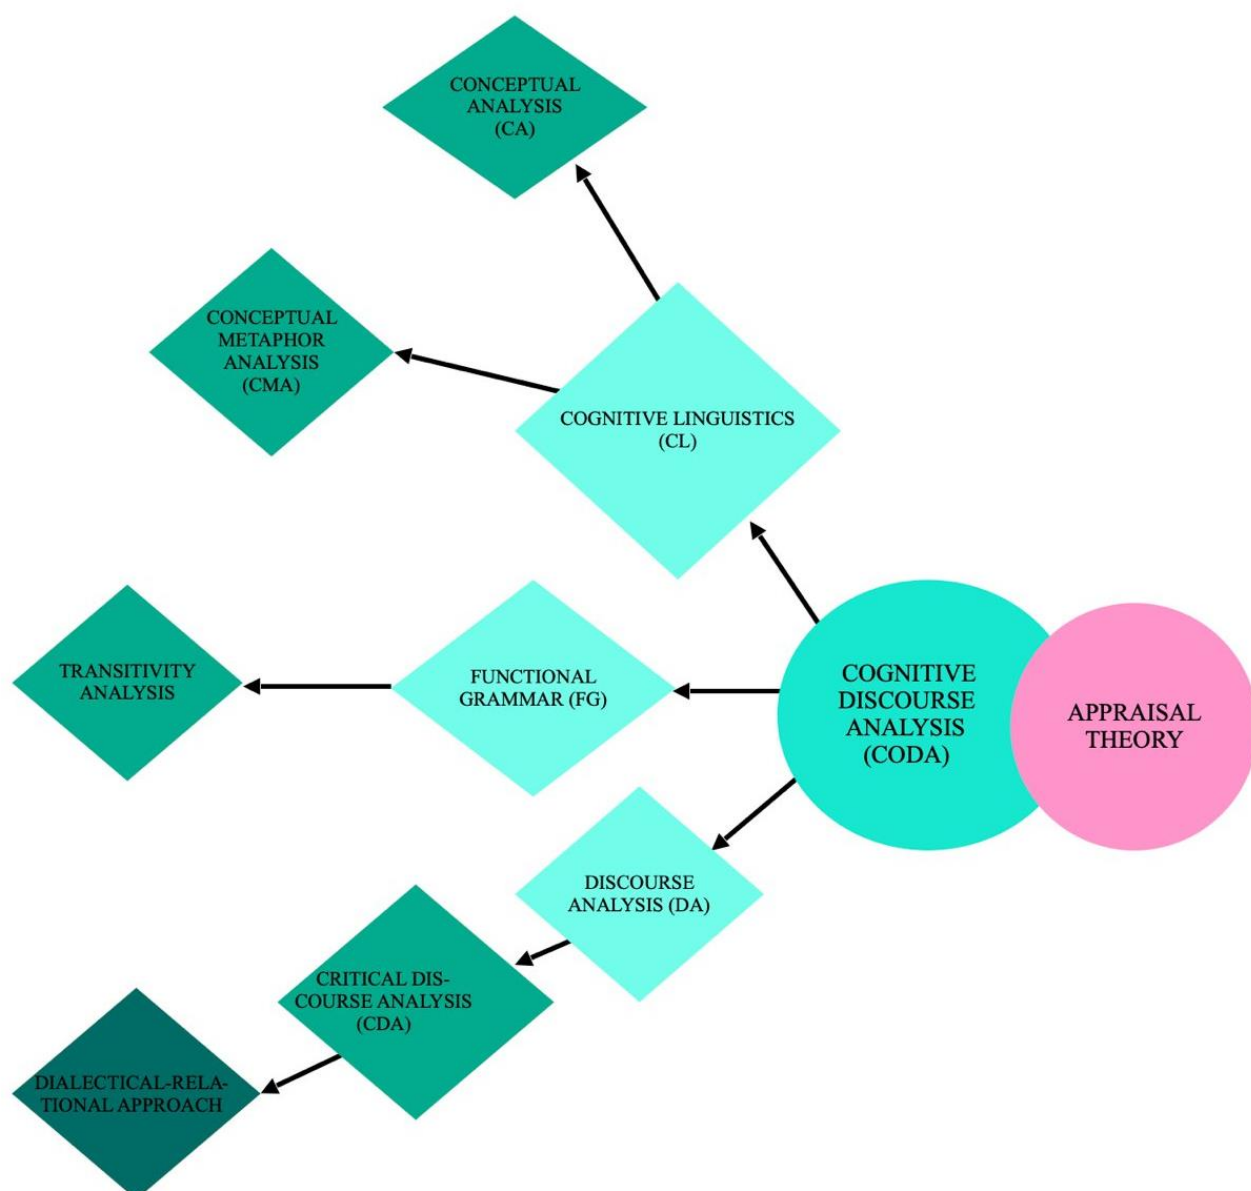 CONCEPTUAL
ANALYSIS
(CA)
CONCEPTUAL
METAPHOR
ANALYSIS
(CMA)
COGNITIVE LINGUISTICS
(CL)
TRANSITIVITY
ANALYSIS
FUNCTIONAL
GRAMMAR (FG)
COGNITIVE
DISCOURSE
ANALYSIS
(CODA)
APPRAISAL
THEORY
DISCOURSE
ANALYSIS (DA)
CRITICAL DIS-
COURSE ANALYSIS
(CDA)
DIALECTICAL-RELA-
TIONAL APPROACH